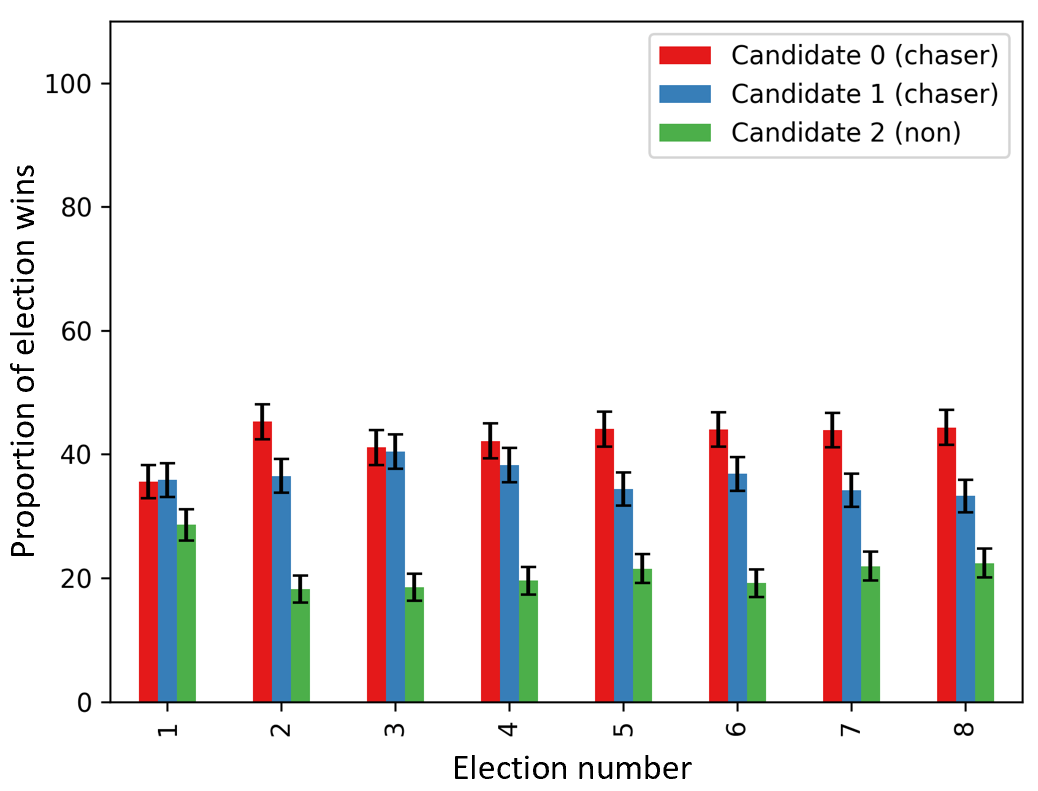 Candidate 0 (chaser)
Candidate 1 (chaser)
Candidate 2 (non)
Proportion of election wins
100
80
60
40
20
0
1 2 3 4 5 6 7 8
Election number